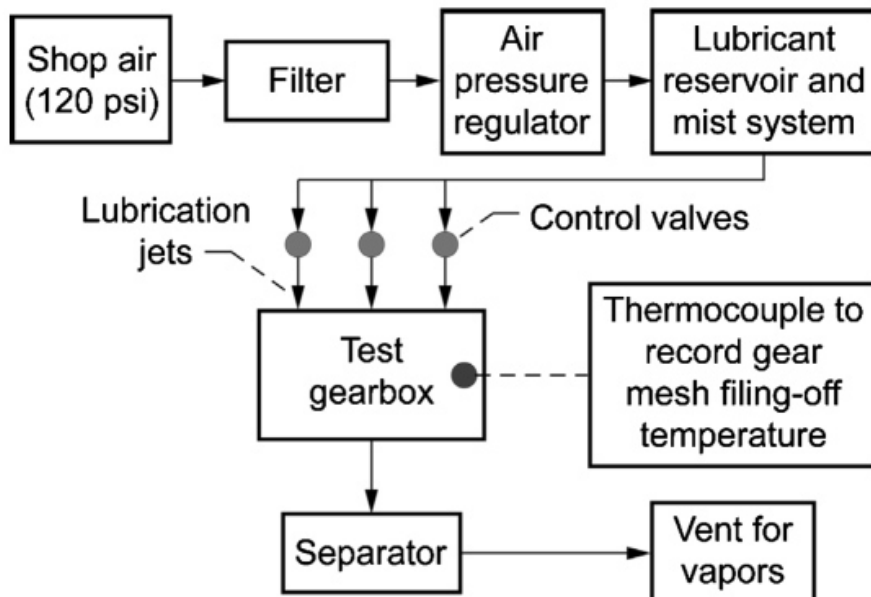 Shop air
(120 psi)
Filter
Air
pressure
regulator
Lubricant
reservoir and
mist system
Lubrication
jets
Control valves
Test
gearbox
Thermocouple to
record gear
mesh filing-off
temperature
Separator
Vent for
vapors